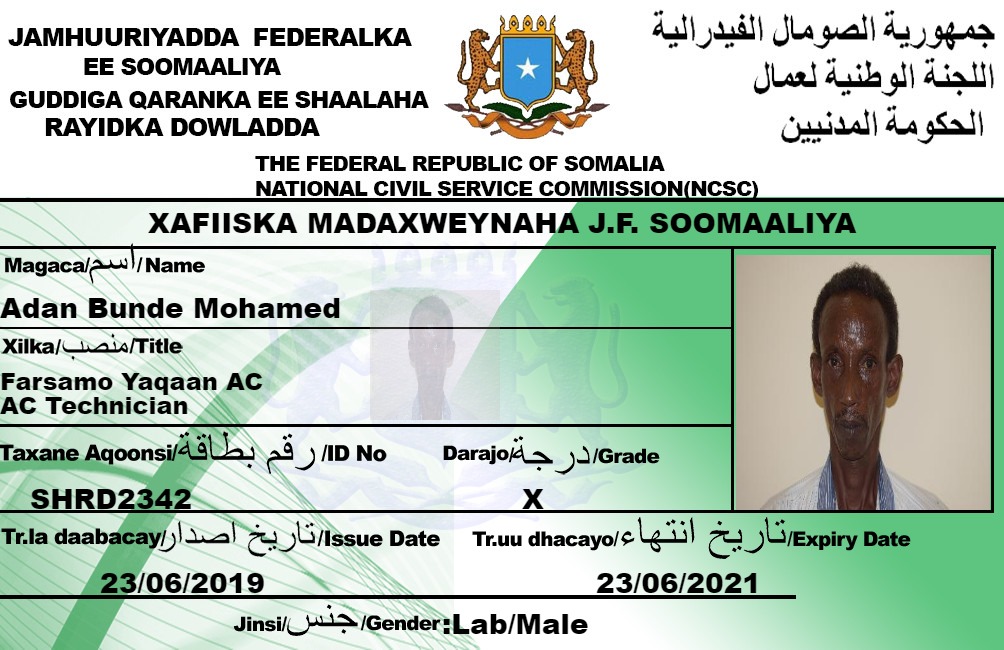 JAMHUURIYADDA FEDERALKA
EE SOOMAALIYA
GUDDIGA QARANKA EE SHAALAHA
RAYIDKA DOWLADDA
جمهورية الصومال الفيدرالية
اللجنة الوطنية لعمال
الحكومة المدنيين
THE FEDERAL REPUBLIC OF SOMALIA
NATIONAL CIVIL SERVICE COMMISSION(NCSC)
XAFIISKA MADAXWEYNAHA J.F. SOOMAALIYA
Magaca/اسم/Name
Adan Bunde Mohamed
Xilka/منصب/Title
Farsamo Yaqaan AC
AC Technician
Taxane Aqoonsi/رقم بطاقة/ID No
Darajo/درجة/Grade
SHRD2342
X
Tr.la daabacay/تاريخ اصدار/Issue Date
Tr.uu dhacayo/تاريخ انتهاء/Expiry Date
23/06/2019
23/06/2021
Jinsi/جنس/Gender:Lab/Male